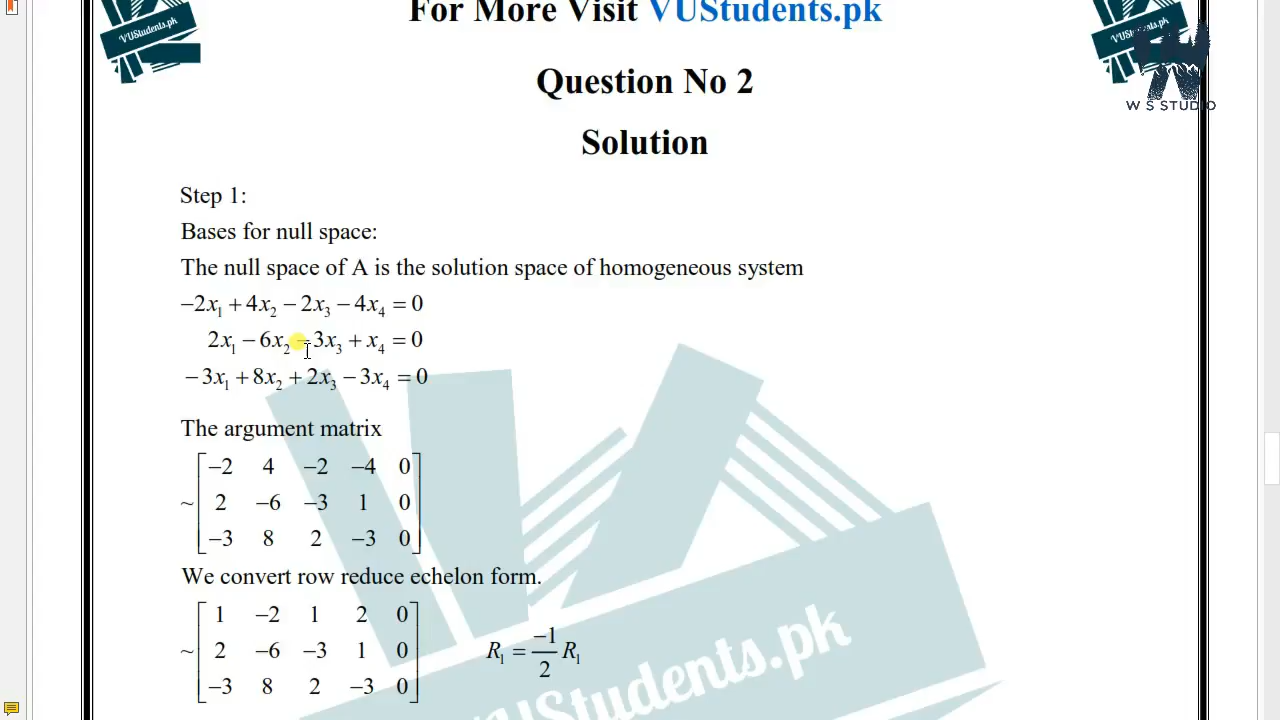 For More Visit VUStudents.pk
VUStudents.pk
VUStudents.pk
W S STUDIO
Question No 2
Solution
Step 1:
Bases for null space:
The null space of A is the solution space of homogeneous system
−2x₁ + 4x₂ − 2x₃ − 4x₄ = 0
2x₁ − 6x₂ − 3x₃ + x₄ = 0
−3x₁ + 8x₂ + 2x₃ − 3x₄ = 0
The argument matrix
−2 4 −2 −4 0
~ 2 −6 −3 1 0
−3 8 2 −3 0
We convert row reduce echelon form.
1 −2 1 2 0
~ 2 −6 −3 1 0 R₁ = −1/2 R₁
−3 8 2 −3 0
VUStudents.pk